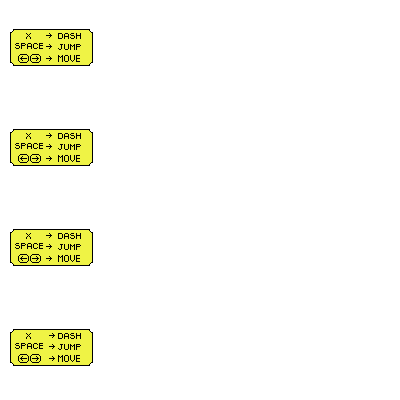 X → DASH
SPACE → JUMP
←→ → MOVE
X → DASH
SPACE → JUMP
←→ → MOVE
X → DASH
SPACE → JUMP
←→ → MOVE
X → DASH
SPACE → JUMP
←→ → MOVE